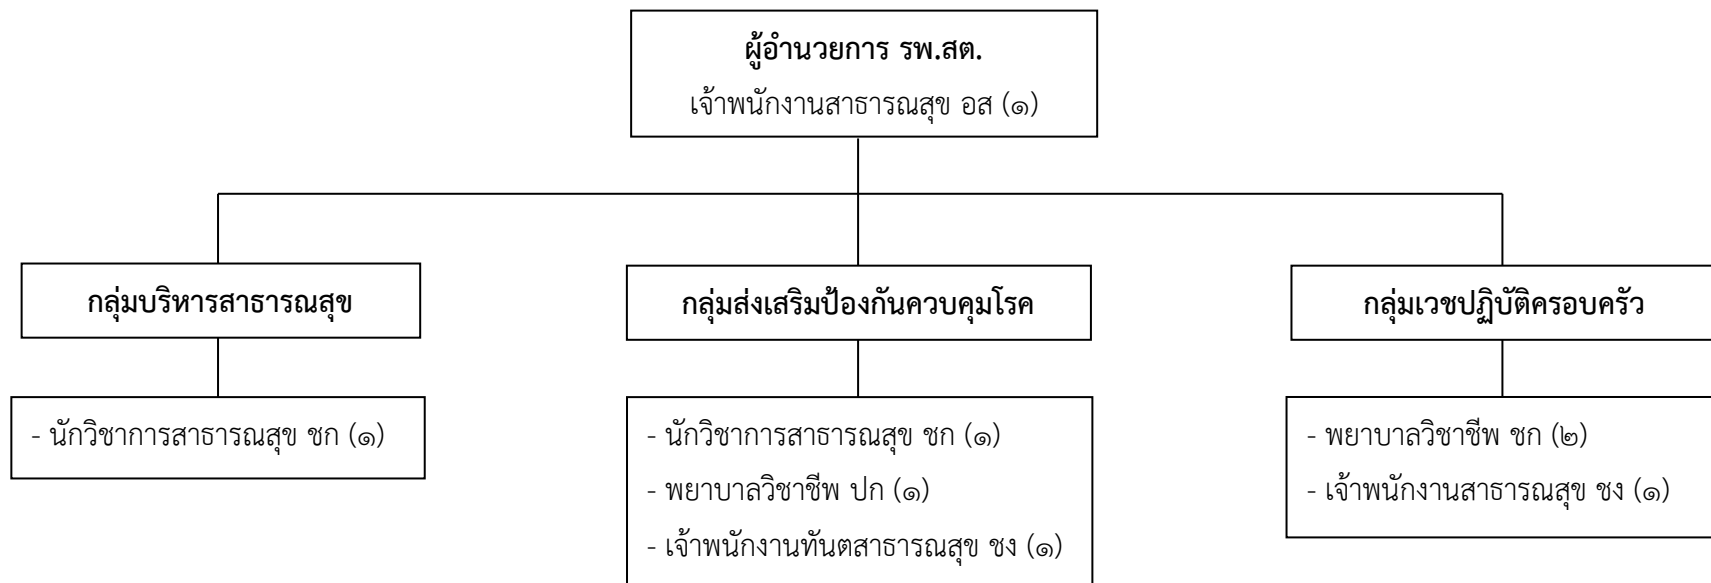 ผู้อำนวยการ รพ.สต.
เจ้าพนักงานสาธารณสุข อส (๑)
กลุ่มบริหารสาธารณสุข
- นักวิชาการสาธารณสุข ชก (๑)
กลุ่มส่งเสริมป้องกันควบคุมโรค
- นักวิชาการสาธารณสุข ชก (๑)
- พยาบาลวิชาชีพ ปก (๑)
- เจ้าพนักงานทันตสาธารณสุข ชง (๑)
กลุ่มเวชปฏิบัติครอบครัว
- พยาบาลวิชาชีพ ชก (๒)
- เจ้าพนักงานสาธารณสุข ชง (๑)